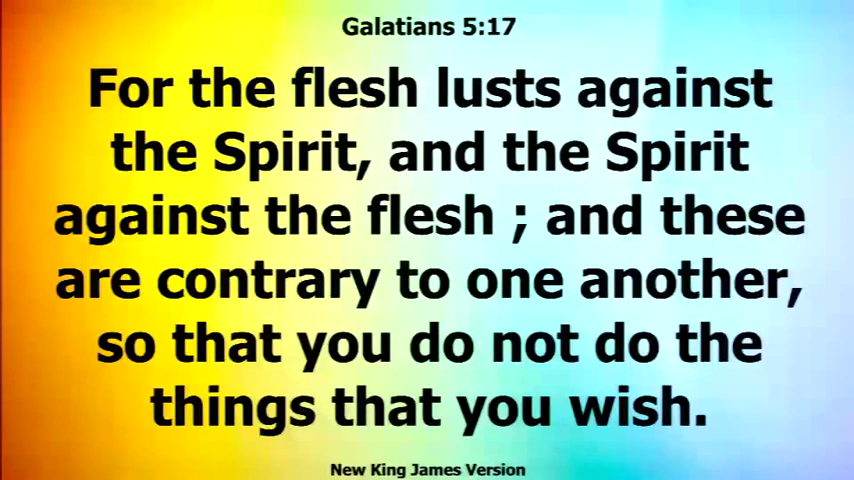 Galatians 5:17
For the flesh lusts against
the Spirit, and the Spirit
against the flesh ; and these
are contrary to one another,
so that you do not do the
things that you wish.
New King James Version